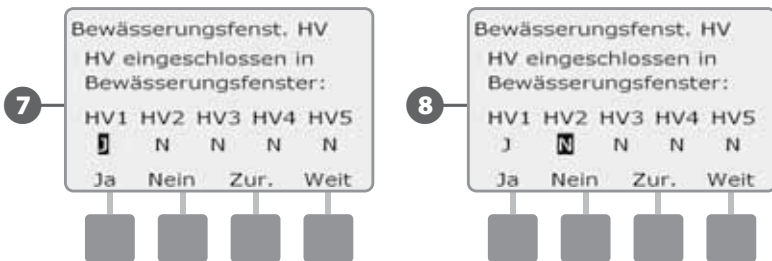 7
Bewässerungsfenst. HV
HV eingeschlossen in
Bewässerungsfenster:
HV1 HV2 HV3 HV4 HV5
J N N N N
Ja Nein Zur. Weit
8
Bewässerungsfenst. HV
HV eingeschlossen in
Bewässerungsfenster:
HV1 HV2 HV3 HV4 HV5
J N N N N
Ja Nein Zur. Weit